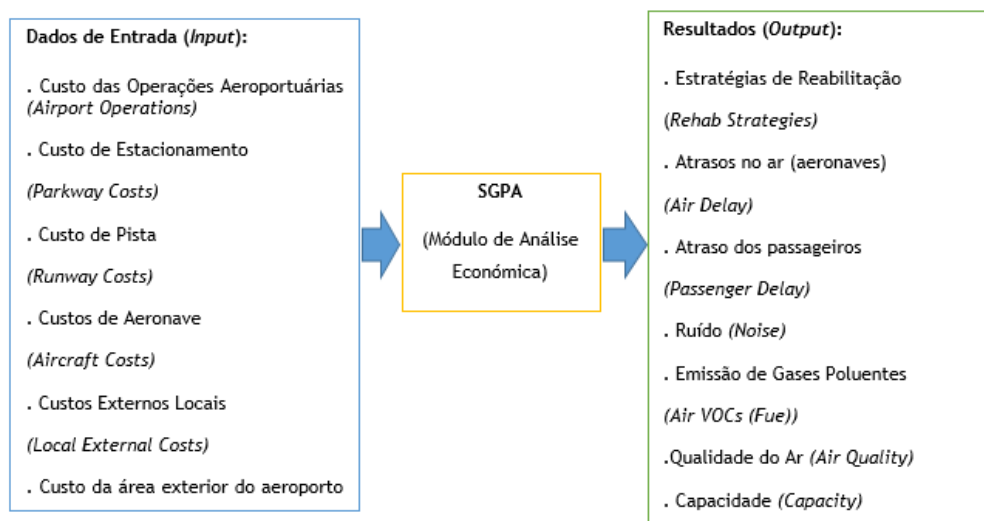 Dados de Entrada (Input):
. Custo das Operações Aeroportuárias
(Airport Operations)
. Custo de Estacionamento
(Parkway Costs)
. Custo de Pista
(Runway Costs)
. Custos de Aeronave
(Aircraft Costs)
. Custos Externos Locais
(Local External Costs)
. Custo da área exterior do aeroporto
SGPA
(Módulo de Análise
Económica)
Resultados (Output):
. Estratégias de Reabilitação
(Rehab Strategies)
. Atrasos no ar (aeronaves)
(Air Delay)
. Atraso dos passageiros
(Passenger Delay)
. Ruído (Noise)
. Emissão de Gases Poluentes
(Air VOCs (Fue))
.Qualidade do Ar (Air Quality)
. Capacidade (Capacity)